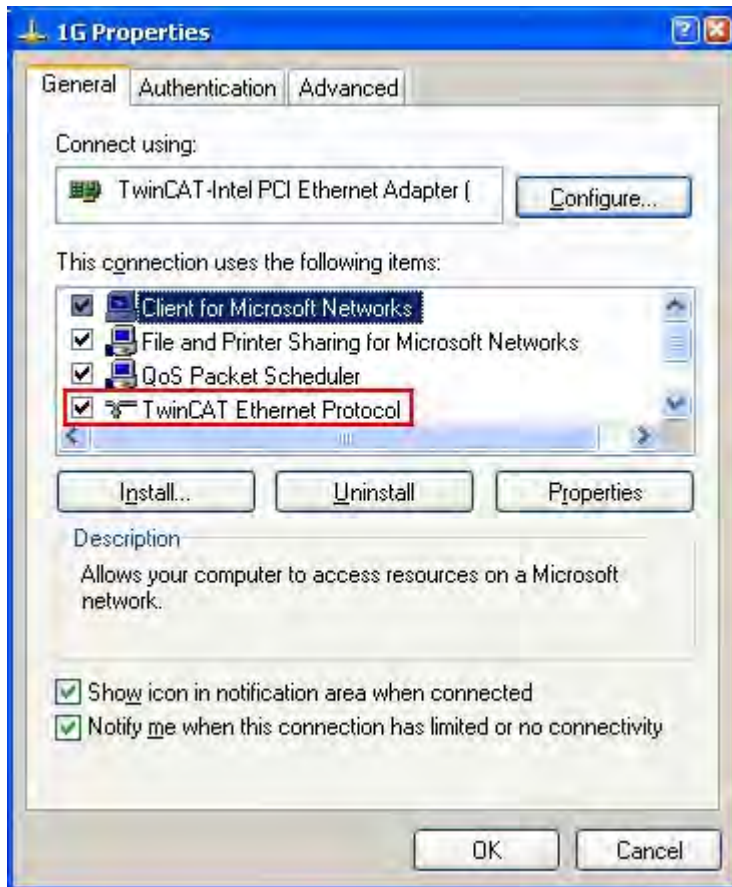 1G Properties
General Authentication Advanced
Connect using:
TwinCAT-Intel PCI Ethernet Adapter (
Configure...
This connection uses the following items:
Client for Microsoft Networks
File and Printer Sharing for Microsoft Networks
QoS Packet Scheduler
TwinCAT Ethernet Protocol
Install... Uninstall Properties
Description
Allows your computer to access resources on a Microsoft
network.
Show icon in notification area when connected
Notify me when this connection has limited or no connectivity
OK Cancel